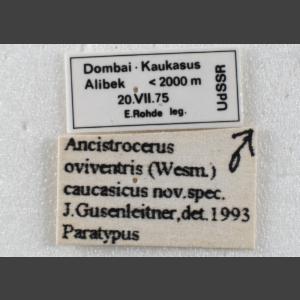 Dombai · Kaukasus
Alibek < 2000 m
20.VII.75
E.Rohde leg.
UdSSR
Ancistrocerus ♂
oviventris (Wesm.)
caucasicus nov.spec.
J.Gusenleitner,det.1993
Paratypus